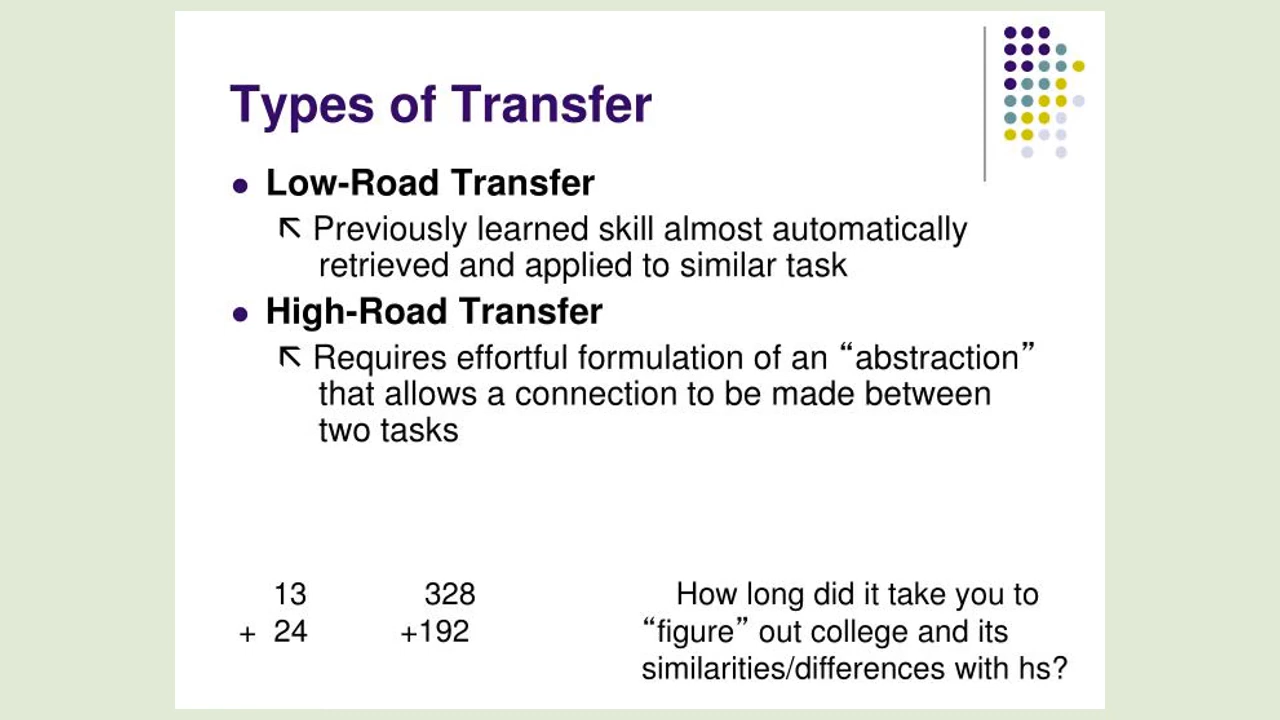 Types of Transfer
● Low-Road Transfer
↖ Previously learned skill almost automatically
retrieved and applied to similar task
● High-Road Transfer
↖ Requires effortful formulation of an “abstraction”
that allows a connection to be made between
two tasks
13
+ 24
328
+192
How long did it take you to
“figure” out college and its
similarities/differences with hs?